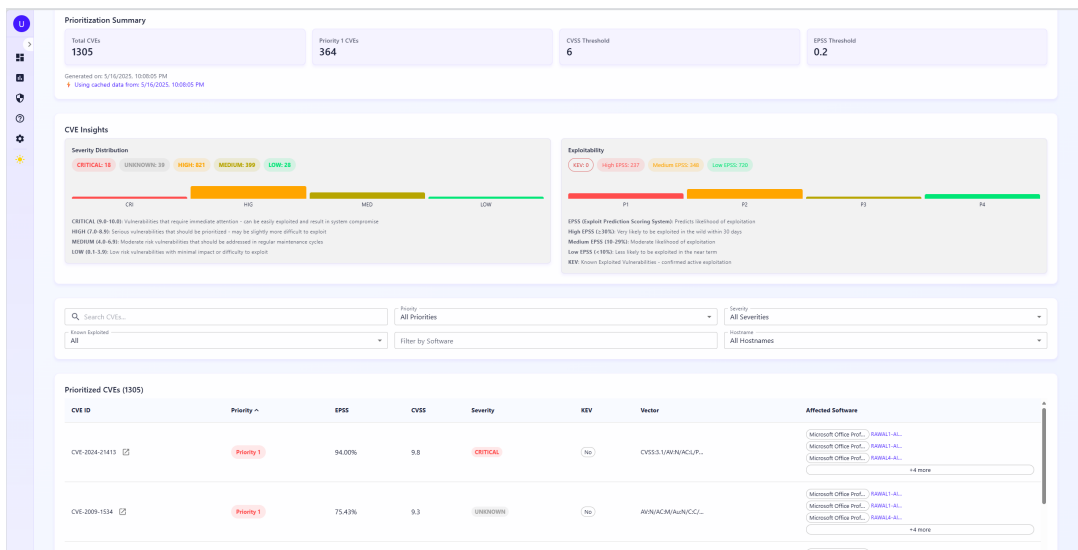 U
Prioritization Summary
Total CVEs
1305
Priority 1 CVEs
364
CVSS Threshold
6
EPSS Threshold
0.2
Generated on: 5/16/2025, 10:08:05 PM
Using cached data from: 5/16/2025, 10:08:05 PM
CVE Insights
Severity Distribution
CRITICAL: 18 UNKNOWN: 39 HIGH: 821 MEDIUM: 399 LOW: 28
CRI HIG MED LOW
CRITICAL (9.0-10.0): Vulnerabilities that require immediate attention - can be easily exploited and result in system compromise
HIGH (7.0-8.9): Serious vulnerabilities that should be prioritized - may be slightly more difficult to exploit
MEDIUM (4.0-6.9): Moderate risk vulnerabilities that should be addressed in regular maintenance cycles
LOW (0.1-3.9): Low risk vulnerabilities with minimal impact or difficulty to exploit
Exploitability
KEV: 0 High EPSS: 237 Medium EPSS: 348 Low EPSS: 720
P1 P2 P3 P4
EPSS (Exploit Prediction Scoring System): Predicts likelihood of exploitation
High EPSS (≥30%): Very likely to be exploited in the wild within 30 days
Medium EPSS (10-29%): Moderate likelihood of exploitation
Low EPSS (<10%): Less likely to be exploited in the near term
KEV: Known Exploited Vulnerabilities - confirmed active exploitation
Search CVEs...
Priority
All Priorities
Severity
All Severities
Known Exploited
All
Filter by Software
Hostname
All Hostnames
Prioritized CVEs (1305)
CVE ID Priority EPSS CVSS Severity KEV Vector Affected Software
CVE-2024-21413 Priority 1 94.00% 9.8 CRITICAL No CVSS:3.1/AV:N/AC:L/P...
Microsoft Office Prof... RAWAL1-AL...
Microsoft Office Prof... RAWAL1-AL...
Microsoft Office Prof... RAWAL4-AL...
+4 more
CVE-2009-1534 Priority 1 75.43% 9.3 UNKNOWN No AV:N/AC:M/Au:N/C:C/...
Microsoft Office Prof... RAWAL1-AL...
Microsoft Office Prof... RAWAL1-AL...
Microsoft Office Prof... RAWAL4-AL...
+4 more